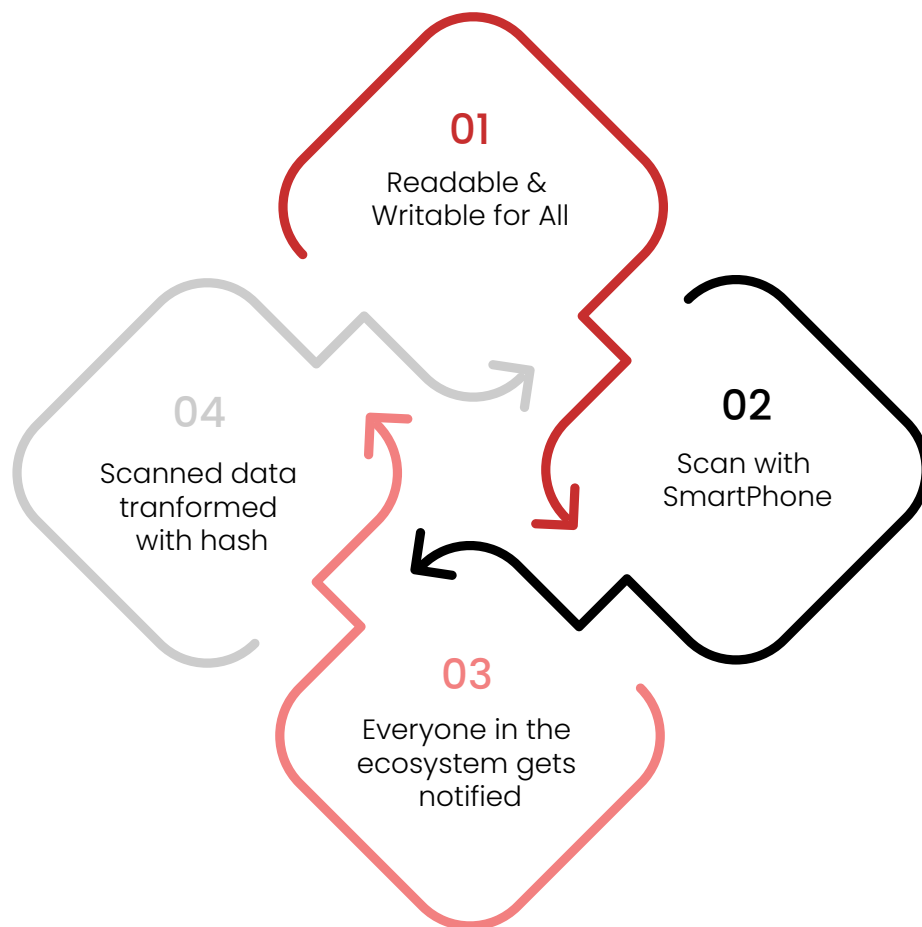 01
Readable &
Writable for All
02
Scan with
SmartPhone
03
Everyone in the
ecosystem gets
notified
04
Scanned data
tranformed
with hash